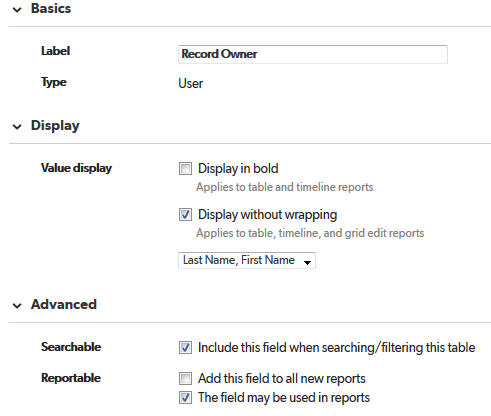 Basics
Label Record Owner
Type User
Display
Value display Display in bold
Applies to table and timeline reports
Display without wrapping
Applies to table, timeline, and grid edit reports
Last Name, First Name
Advanced
Searchable Include this field when searching/filtering this table
Reportable Add this field to all new reports
The field may be used in reports